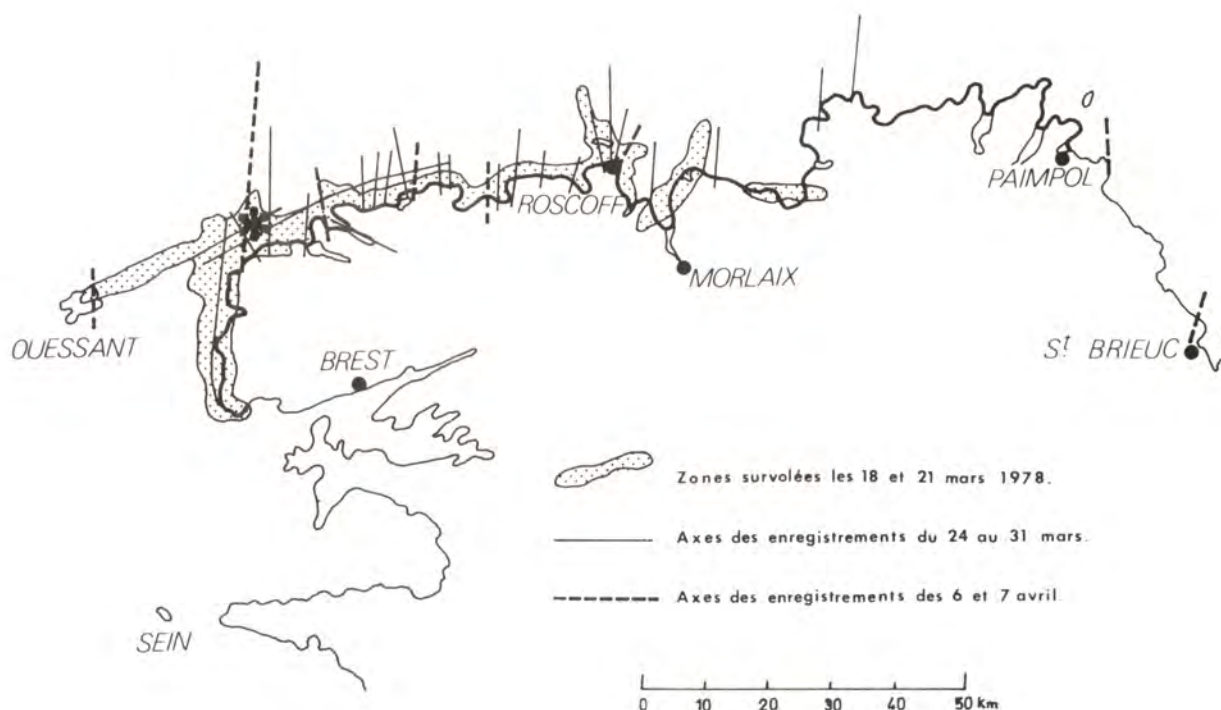 PAIMPOL
ROSCOFF
MORLAIX
OUESSANT
BREST
St BRIEUC
Zones survolées les 18 et 21 mars 1978.
Axes des enregistrements du 24 au 31 mars.
Axes des enregistrements des 6 et 7 avril.
SEIN
0 10 20 30 40 50 Km